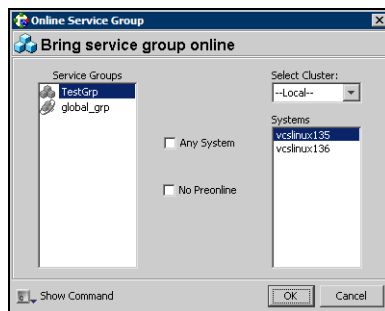 Online Service Group
Bring service group online
Service Groups
TestGrp
global_grp
Any System
No Preonline
Select Cluster:
--Local--
Systems
vcslinux135
vcslinux136
Show Command
OK
Cancel